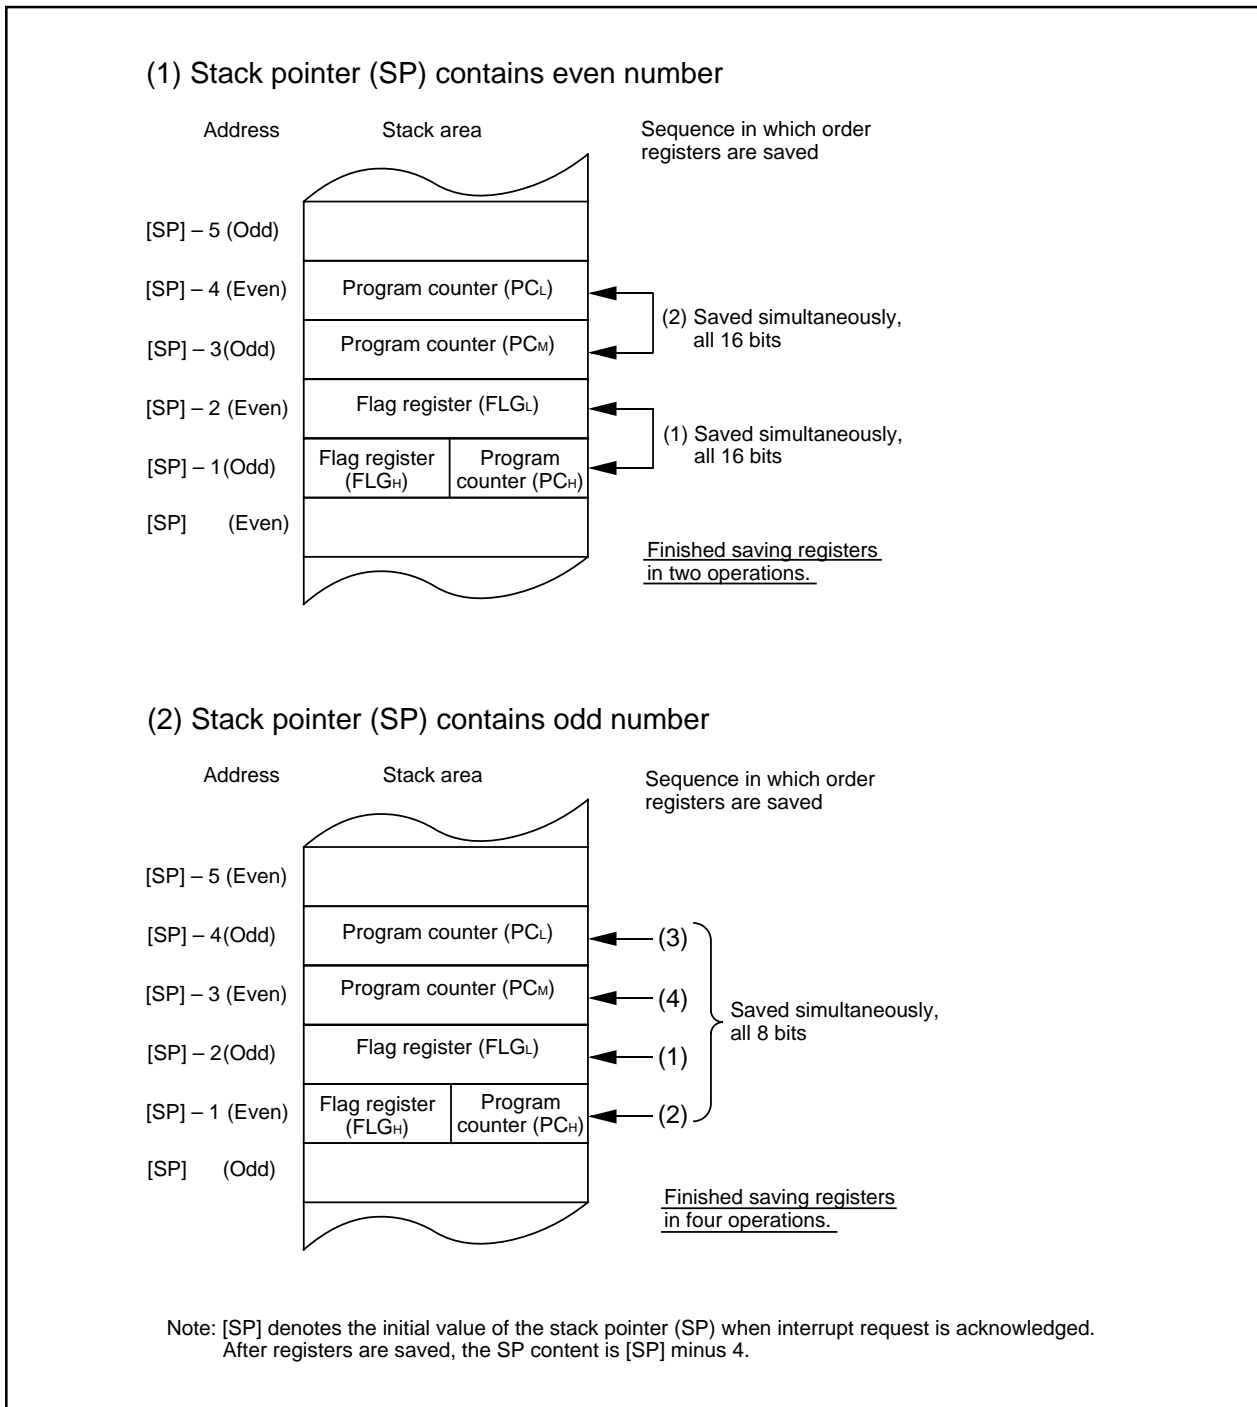 (1) Stack pointer (SP) contains even number
Address Stack area Sequence in which order
registers are saved
[SP] – 5 (Odd)
[SP] – 4 (Even) Program counter (PCL)
(2) Saved simultaneously,
all 16 bits
[SP] – 3(Odd) Program counter (PCM)
[SP] – 2 (Even) Flag register (FLGL)
(1) Saved simultaneously,
all 16 bits
[SP] – 1(Odd) Flag register Program
(FLGH) counter (PCH)
[SP] (Even)
Finished saving registers
in two operations.
(2) Stack pointer (SP) contains odd number
Address Stack area Sequence in which order
registers are saved
[SP] – 5 (Even)
[SP] – 4(Odd) Program counter (PCL) (3)
[SP] – 3 (Even) Program counter (PCM) (4)
Saved simultaneously,
all 8 bits
[SP] – 2(Odd) Flag register (FLGL) (1)
[SP] – 1 (Even) Flag register Program (2)
(FLGH) counter (PCH)
[SP] (Odd)
Finished saving registers
in four operations.
Note: [SP] denotes the initial value of the stack pointer (SP) when interrupt request is acknowledged.
After registers are saved, the SP content is [SP] minus 4.